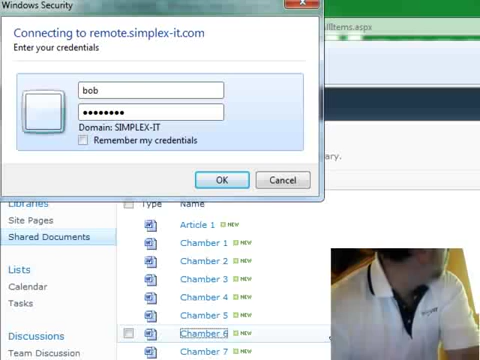 Windows Security
llItems.aspx
Connecting to remote.simplex-it.com
Enter your credentials
bob
••••••••
Domain: SIMPLEX-IT
Remember my credentials
OK
Cancel
rary.
Libraries
Type
Name
Site Pages
Shared Documents
Lists
Calendar
Tasks
Discussions
Team Discussion
Article 1 NEW
Chamber 1 NEW
Chamber 2 NEW
Chamber 3 NEW
Chamber 4 NEW
Chamber 5 NEW
Chamber 6 NEW
Chamber 7 NEW